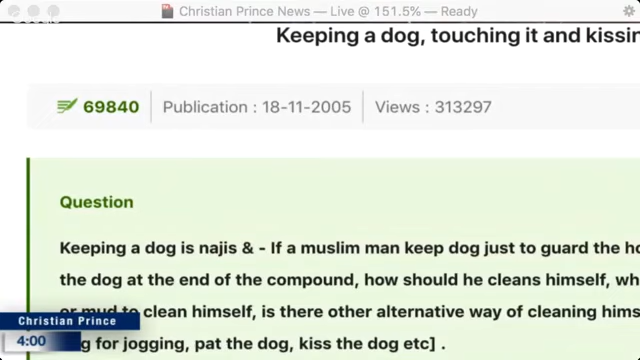 Christian Prince News — Live @ 151.5% — Ready
Keeping a dog, touching it and kissin
69840
Publication : 18-11-2005
Views : 313297
Question
Keeping a dog is najis & - If a muslim man keep dog just to guard the ho
the dog at the end of the compound, how should he cleans himself, wh
or mud to clean himself, is there other alternative way of cleaning hims
g for jogging, pat the dog, kiss the dog etc] .
Christian Prince
4:00